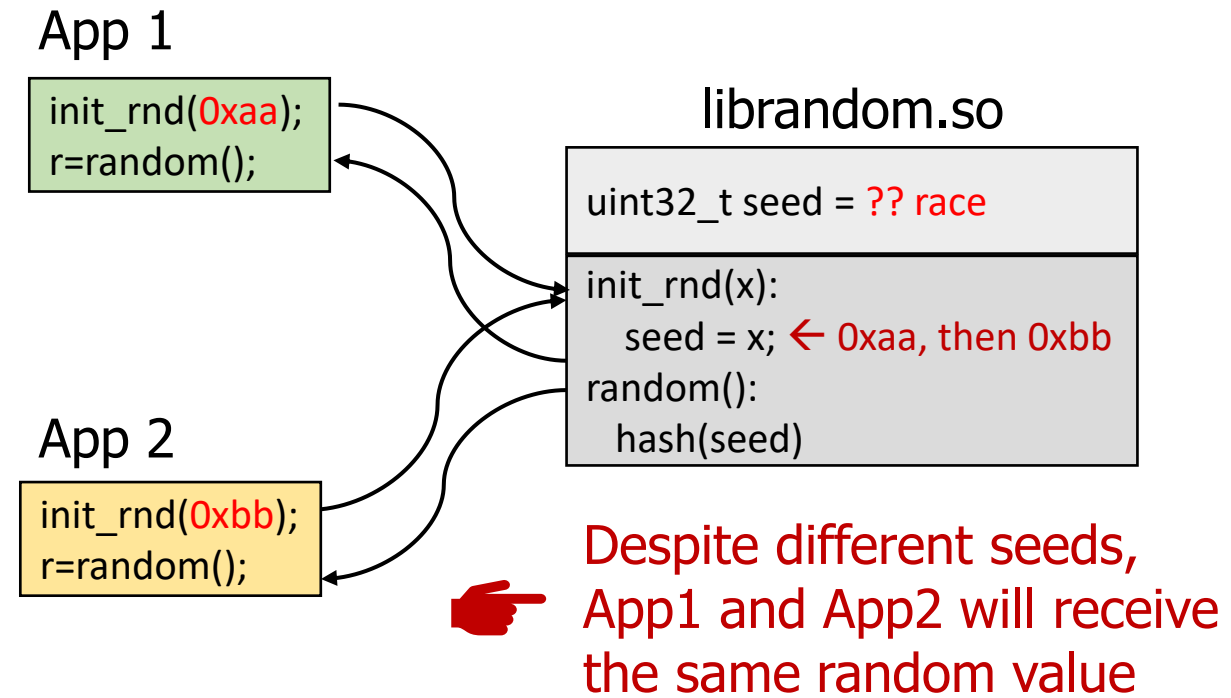 App 1
init_rnd(0xaa);
r=random();
librandom.so
uint32_t seed = ?? race
init_rnd(x):
seed = x; ← 0xaa, then 0xbb
random():
hash(seed)
App 2
init_rnd(0xbb);
r=random();
Despite different seeds,
App1 and App2 will receive
the same random value